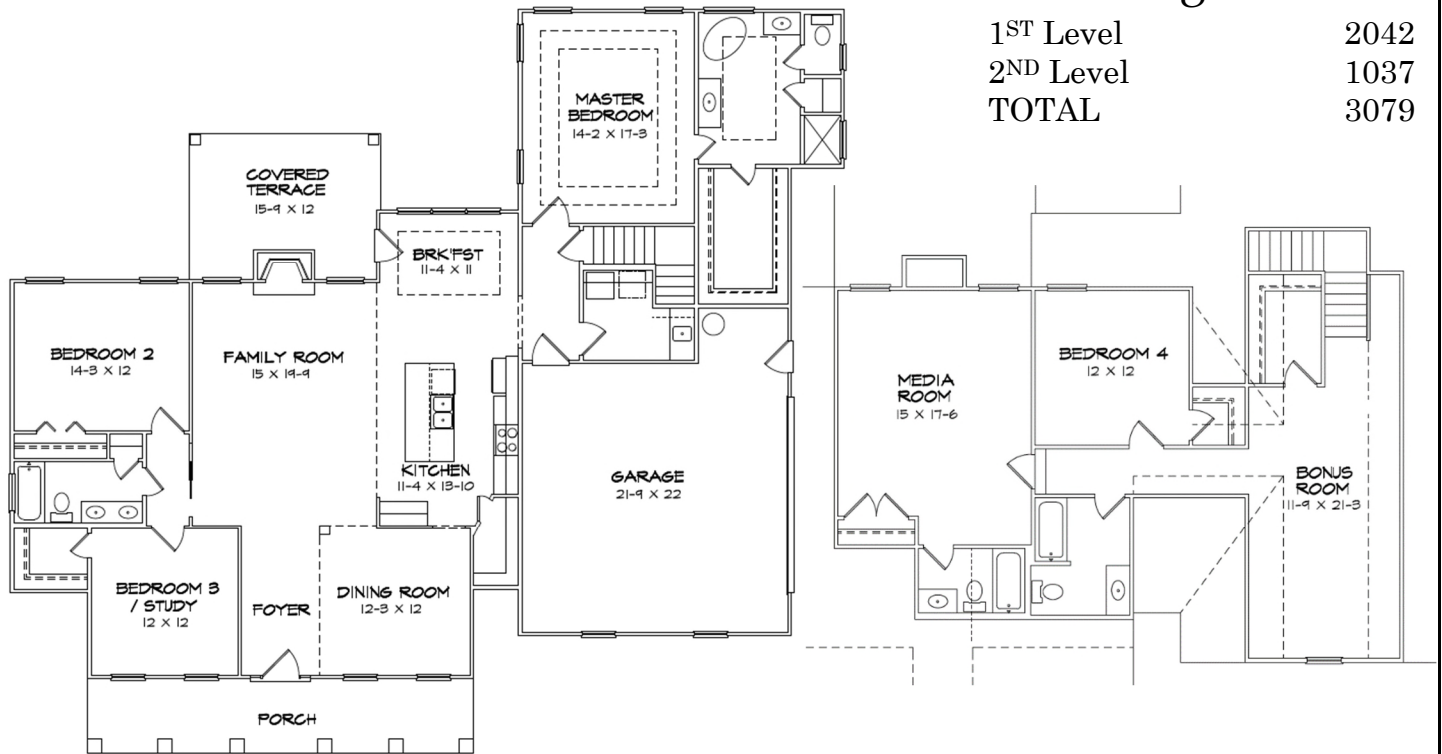 1ST Level 2042
2ND Level 1037
TOTAL 3079
MASTER
BEDROOM
14-2 X 17-3
COVERED
TERRACE
15-9 X 12
BRK'FST
11-4 X 11
BEDROOM 2
14-3 X 12
FAMILY ROOM
15 X 19-9
KITCHEN
11-4 X 13-10
GARAGE
21-9 X 22
BEDROOM 3
/ STUDY
12 X 12
FOYER
DINING ROOM
12-3 X 12
PORCH
MEDIA
ROOM
15 X 17-6
BEDROOM 4
12 X 12
BONUS
ROOM
11-9 X 21-3